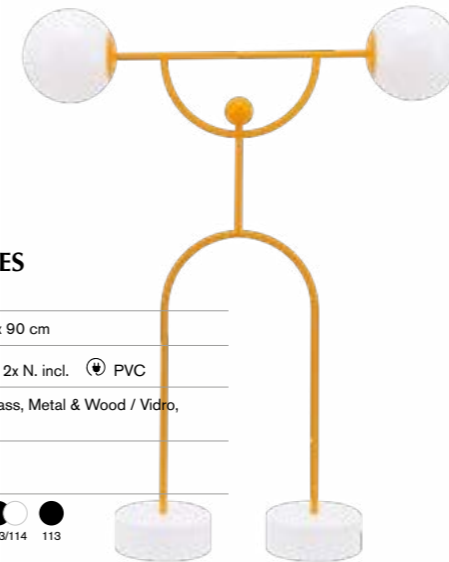 ES
x 90 cm
2x N. incl. PVC
ass, Metal & Wood / Vidro,
3/114 113